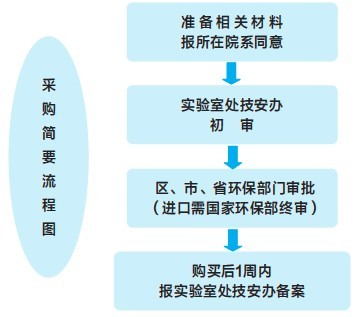 采购简要流程图
准备相关材料
报所在院系同意
实验室处技安办
初 审
区、市、省环保部门审批
（进口需国家环保部终审）
购买后1周内
报实验室处技安办备案